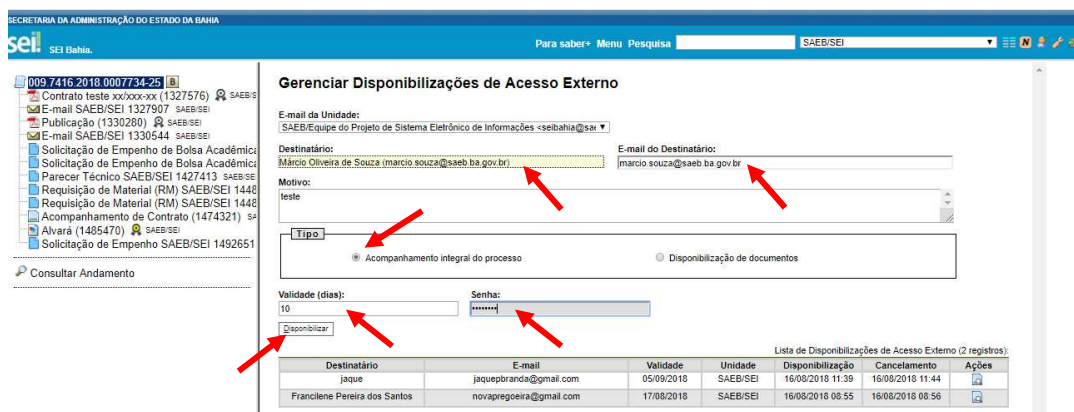 SECRETARIA DA ADMINISTRAÇÃO DO ESTADO DA BAHIA
sei! SEI Bahia.
Para saber+ Menu Pesquisa SAEB/SEI
009.7416.2018.0007734-25
Contrato teste xx/xxx-xx (1327576) SAEB/S
E-mail SAEB/SEI 1327907 SAEB/SEI
Publicação (1330280) SAEB/SEI
E-mail SAEB/SEI 1330544 SAEB/SEI
Solicitação de Empenho de Bolsa Acadêmica
Solicitação de Empenho de Bolsa Acadêmica
Parecer Técnico SAEB/SEI 1427413 SAEB/SE
Requisição de Material (RM) SAEB/SEI 1448
Requisição de Material (RM) SAEB/SEI 1448
Acompanhamento de Contrato (1474321) SA
Alvará (1485470) SAEB/SEI
Solicitação de Empenho SAEB/SEI 1492651
Consultar Andamento
Gerenciar Disponibilizações de Acesso Externo
E-mail da Unidade:
SAEB/Equipe do Projeto de Sistema Eletrônico de Informações <seibahia@sae
Destinatário: E-mail do Destinatário:
Márcio Oliveira de Souza (marcio.souza@saeb.ba.gov.br) marcio.souza@saeb.ba.gov.br
Motivo:
teste
Tipo
Acompanhamento integral do processo Disponibilização de documentos
Validade (dias): Senha:
10 ••••••••
Disponibilizar
Lista de Disponibilizações de Acesso Externo (2 registros):
Destinatário E-mail Validade Unidade Disponibilização Cancelamento Ações
jaque jaquepbranda@gmail.com 05/09/2018 SAEB/SEI 16/08/2018 11:39 16/08/2018 11:44
Francilene Pereira dos Santos novapregoeira@gmail.com 17/08/2018 SAEB/SEI 16/08/2018 08:55 16/08/2018 08:56